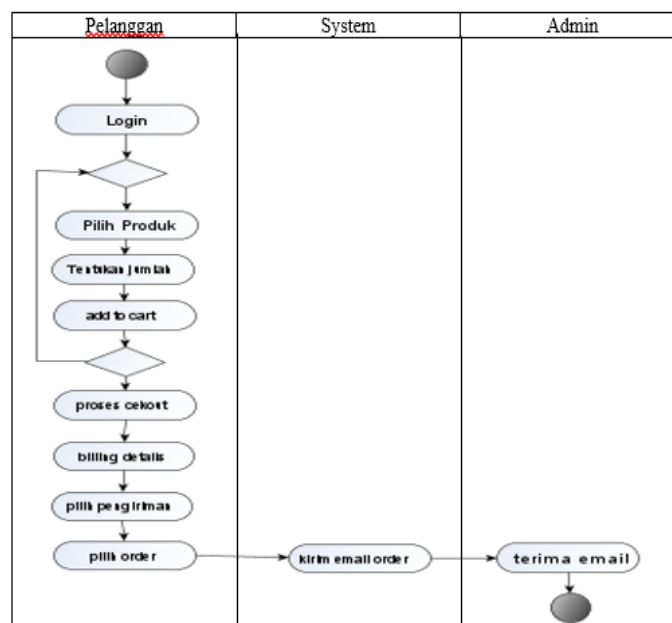 Pelanggan
System
Admin
Login
Pilih Produk
Tentukan jumlah
add to cart
proses cekout
billing details
pilih pengiriman
pilih order
kirim email order
terima email